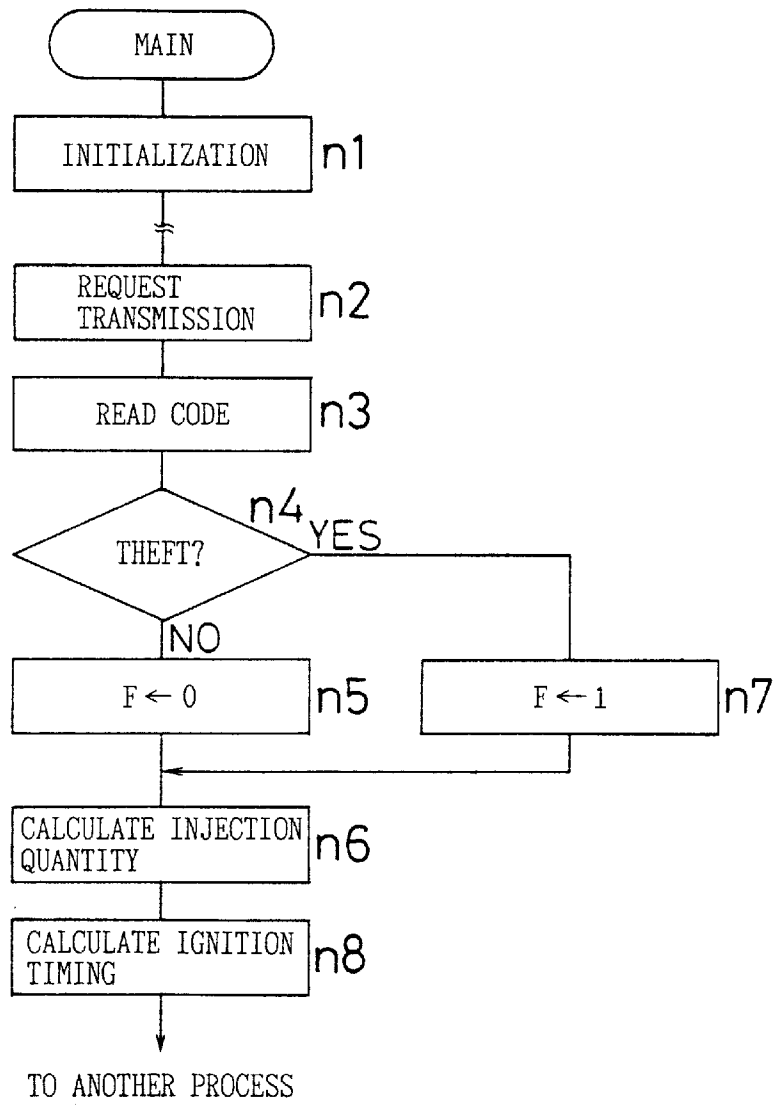 MAIN
INITIALIZATION
n1
REQUEST
TRANSMISSION
n2
READ CODE
n3
n4
THEFT?
YES
NO
F ← 0
n5
F ← 1
n7
CALCULATE INJECTION
QUANTITY
n6
CALCULATE IGNITION
TIMING
n8
TO ANOTHER PROCESS